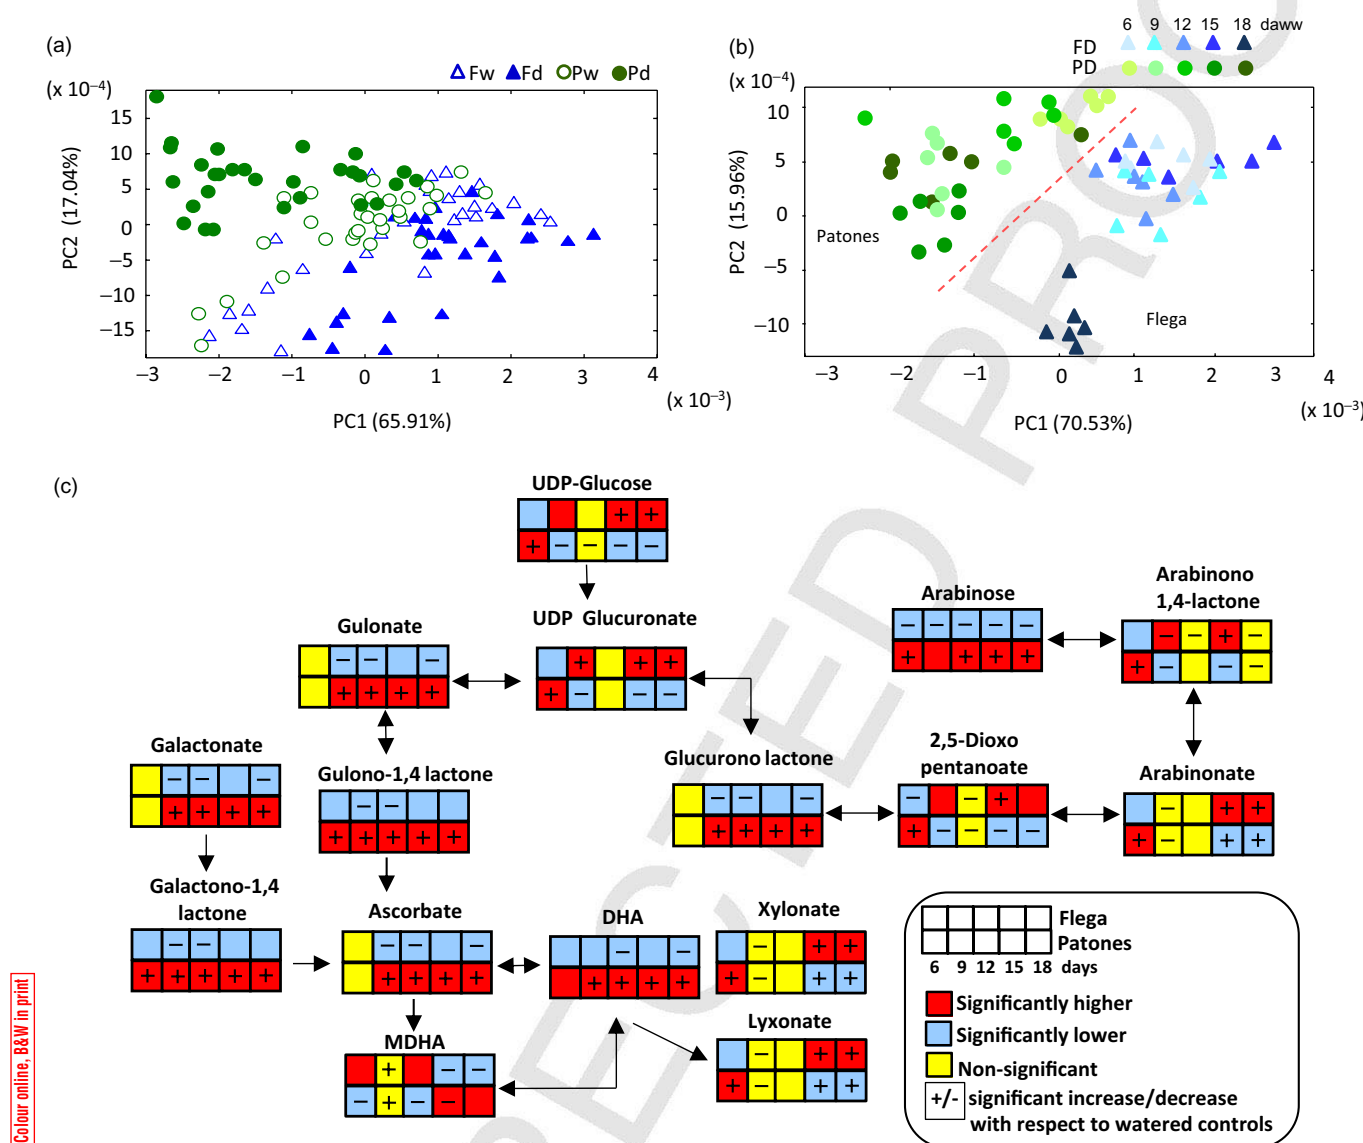 (a)
Fw Fd Pw Pd
(x 10⁻⁴)
15
10
5
0
−5
−10
−15
PC2 (17.04%)
−3 −2 −1 0 1 2 3 4
(x 10⁻³)
PC1 (65.91%)
(b)
6 9 12 15 18 daww
FD
PD
(x 10⁻⁴)
10
5
0
−5
−10
PC2 (15.96%)
Patones
Flega
−3 −2 −1 0 1 2 3 4
(x 10⁻³)
PC1 (70.53%)
(c)
UDP-Glucose
+ +
+ − − − −
UDP Glucuronate
+ + +
+ − − −
Gulonate
− − −
+ + + +
Arabinose
− − − − −
+ + + +
Arabinono
1,4-lactone
− − + −
+ − − −
Galactonate
− − −
+ + + +
Gulono-1,4 lactone
− −
+ + + + +
Glucurono lactone
− − −
+ + + +
2,5-Dioxo
pentanoate
− − +
+ − − − −
Arabinonate
− + +
+ − + +
Galactono-1,4
lactone
−
+ + + + +
Ascorbate
− − −
+ + + +
DHA
− −
+ + + +
Xylonate
− + +
+ − + +
MDHA
+ − −
− + − −
Lyxonate
− + +
+ − + +
Flega
Patones
6 9 12 15 18 days
Significantly higher
Significantly lower
Non-significant
+/- significant increase/decrease
with respect to watered controls
Colour online, B&W in print
PECTED PROO